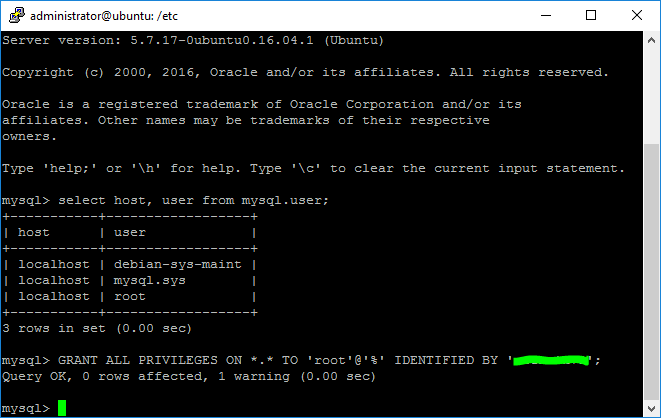 administrator@ubuntu: /etc
Server version: 5.7.17-0ubuntu0.16.04.1 (Ubuntu)
Copyright (c) 2000, 2016, Oracle and/or its affiliates. All rights reserved.
Oracle is a registered trademark of Oracle Corporation and/or its
affiliates. Other names may be trademarks of their respective
owners.
Type 'help;' or '\h' for help. Type '\c' to clear the current input statement.
mysql> select host, user from mysql.user;
+-----------+------------------+
| host      | user             |
+-----------+------------------+
| localhost | debian-sys-maint |
| localhost | mysql.sys        |
| localhost | root             |
+-----------+------------------+
3 rows in set (0.00 sec)
mysql> GRANT ALL PRIVILEGES ON *.* TO 'root'@'%' IDENTIFIED BY '';
Query OK, 0 rows affected, 1 warning (0.00 sec)
mysql>